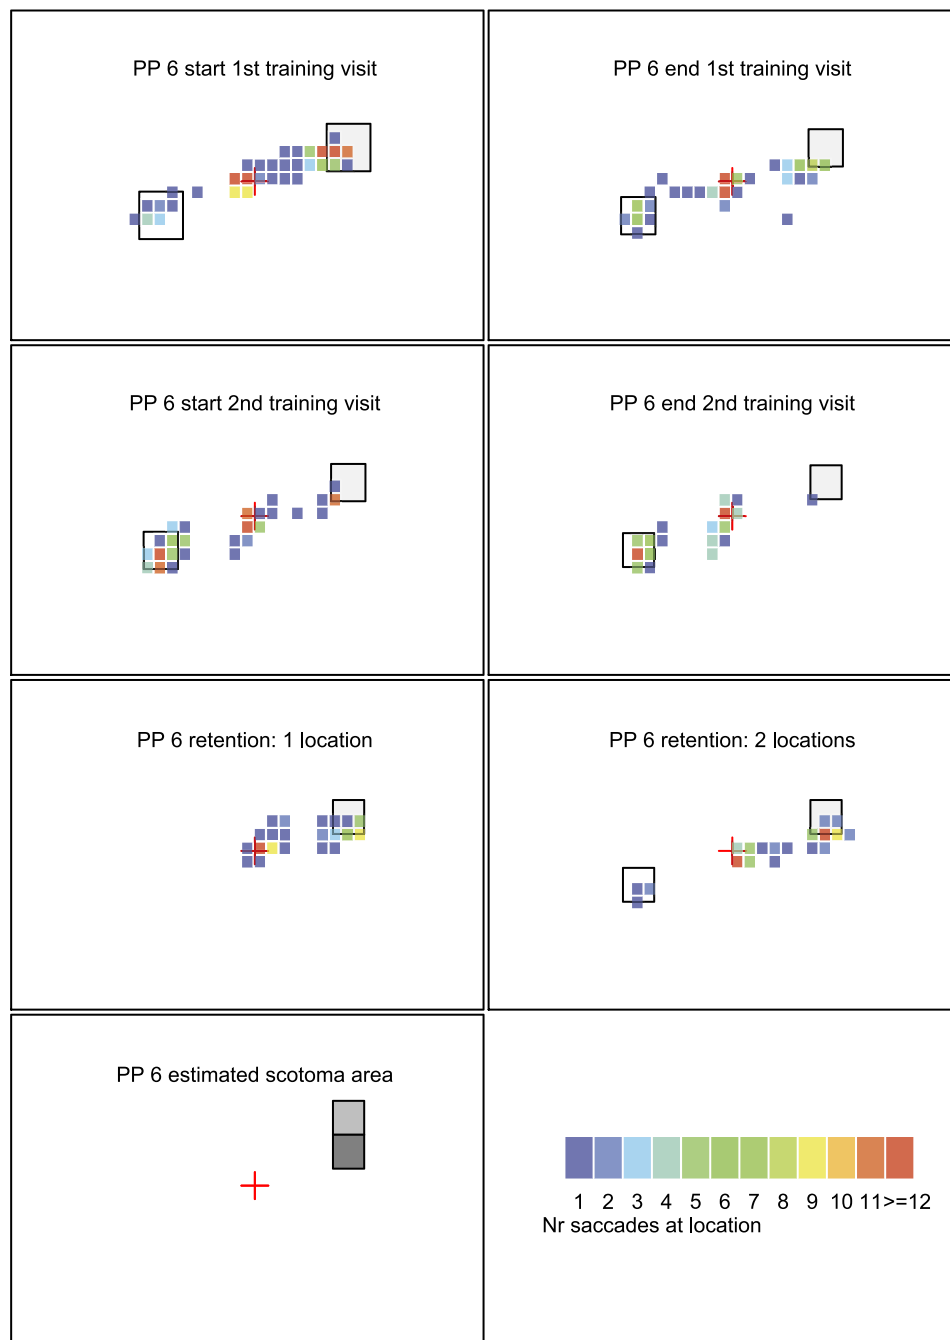 PP 6 start 1st training visit
PP 6 end 1st training visit
PP 6 start 2nd training visit
PP 6 end 2nd training visit
PP 6 retention: 1 location
PP 6 retention: 2 locations
PP 6 estimated scotoma area
1 2 3 4 5 6 7 8 9 10 11 >=12
Nr saccades at location